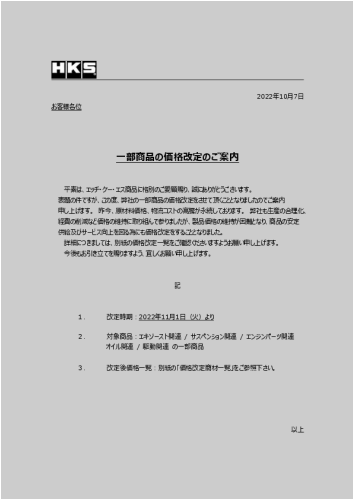 HKS
2022年10月7日
お客様各位
一部商品の価格改定のご案内
平素は、エッチ・ケー・エス商品に格別のご愛顧賜り、誠にありがとうございます。
表題の件ですが、この度、弊社の一部商品の価格改定をさせて頂くこととなりましたのでご案内
申し上げます。 昨今、原材料価格、物流コストの高騰が永続しております。 弊社も生産の合理化、
経費の削減など価格の維持に取り組んで参りましたが、製品価格の維持が困難となり、商品の安定
供給及びサービス向上を図る為にも価格改定をすることとなりました。
詳細につきましては、別紙の価格改定一覧をご確認くださいますようお願い申し上げます。
今後もお引き立てを賜りますよう、宜しくお願い申し上げます。
記
１． 改定時期：2022年11月1日（火）より
２． 対象商品：エキゾースト関連 / サスペンション関連 / エンジンパーツ関連
オイル関連 / 駆動関連 の一部商品
３． 改定後価格一覧：別紙の「価格改定商材一覧」をご参照下さい。
以上